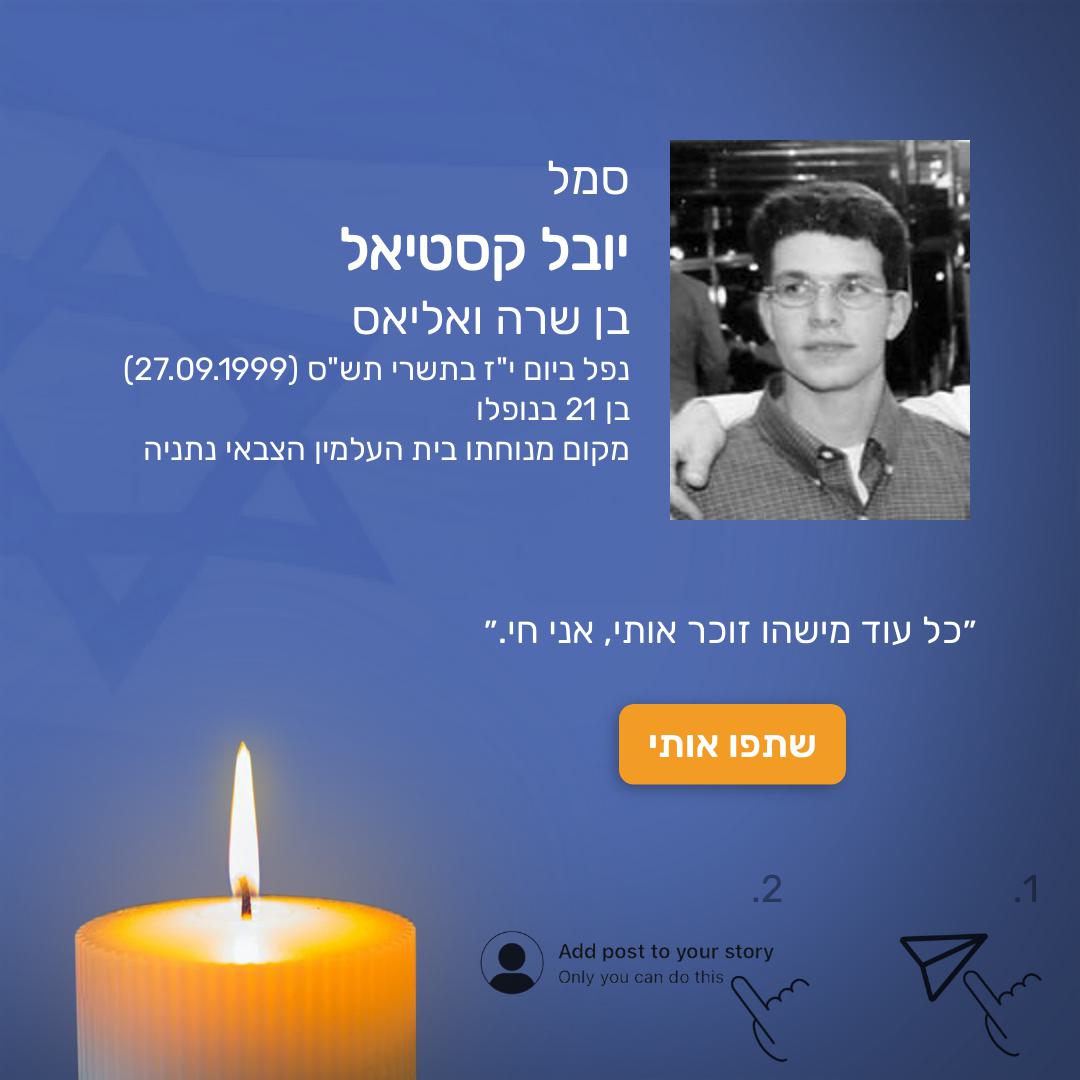 סמל
יובל קסטיאל
בן שרה ואליאס
נפל ביום י"ז בתשרי תש"ס (27.09.1999)
בן 21 בנופלו
מקום מנוחתו בית העלמין הצבאי נתניה
״כל עוד מישהו זוכר אותי, אני חי.״
שתפו אותי
.1
.2
Add post to your story
Only you can do this